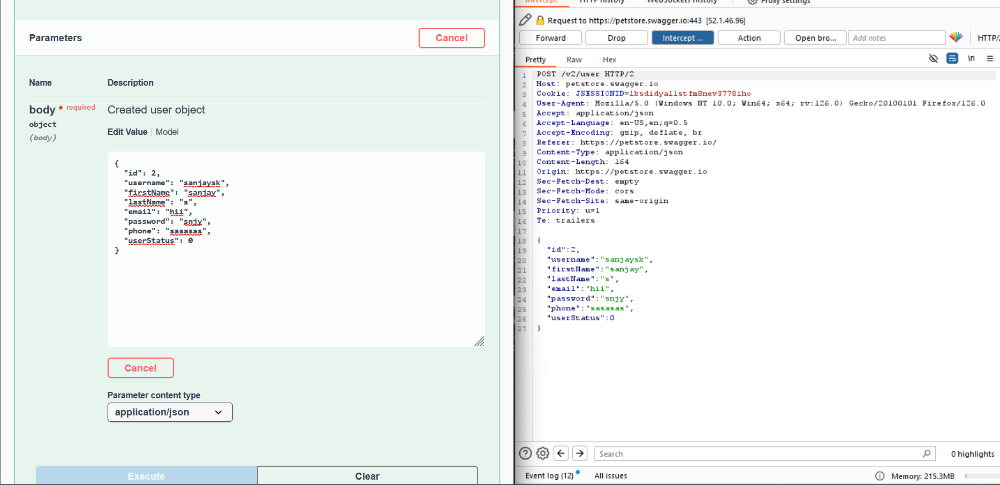 Parameters
Cancel
Name
Description
body * required
object
(body)
Created user object
Edit Value
Model
{
"id": 2,
"username": "sanjaysk",
"firstName": "sanjay",
"lastName": "s",
"email": "hii",
"password": "snjy",
"phone": "sasasas",
"userStatus": 0
}
Cancel
Parameter content type
application/json
Execute
Clear
Intercept
HTTP history
WebSockets history
Proxy settings
Request to https://petstore.swagger.io:443 [52.1.46.96]
Forward
Drop
Intercept ...
Action
Open bro...
Add notes
HTTP/2
Pretty
Raw
Hex
\n
1 POST /v2/user HTTP/2
2 Host: petstore.swagger.io
3 Cookie: JSESSIONID=lksdidyallstfm8nev3778iho
4 User-Agent: Mozilla/5.0 (Windows NT 10.0; Win64; x64; rv:126.0) Gecko/20100101 Firefox/126.0
5 Accept: application/json
6 Accept-Language: en-US,en;q=0.5
7 Accept-Encoding: gzip, deflate, br
8 Referer: https://petstore.swagger.io/
9 Content-Type: application/json
10 Content-Length: 164
11 Origin: https://petstore.swagger.io
12 Sec-Fetch-Dest: empty
13 Sec-Fetch-Mode: cors
14 Sec-Fetch-Site: same-origin
15 Priority: u=1
16 Te: trailers
17
18 {
19 "id":2,
20 "username":"sanjaysk",
21 "firstName":"sanjay",
22 "lastName":"s",
23 "email":"hii",
24 "password":"snjy",
25 "phone":"sasasas",
26 "userStatus":0
27 }
Search
0 highlights
Event log (12)
All issues
Memory: 215.3MB